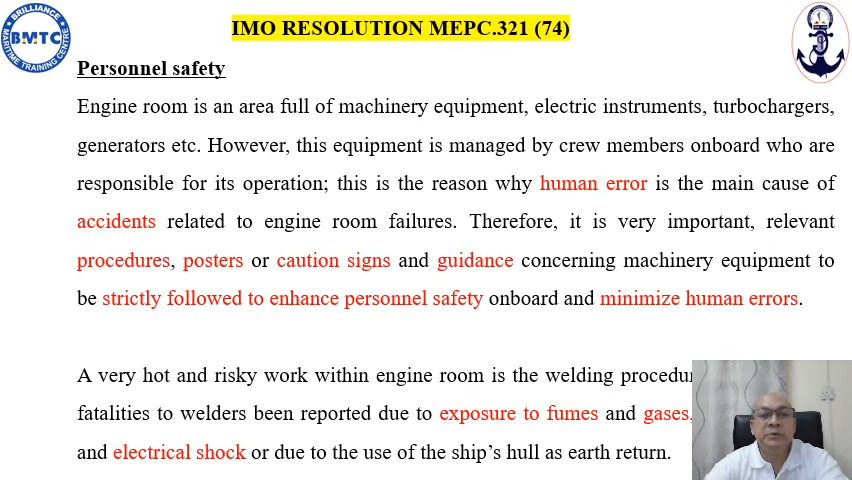 IMO RESOLUTION MEPC.321 (74)
BRILLIANCE
BMTC
MARITIME TRAINING CENTRE
Personnel safety
Engine room is an area full of machinery equipment, electric instruments, turbochargers,
generators etc. However, this equipment is managed by crew members onboard who are
responsible for its operation; this is the reason why human error is the main cause of
accidents related to engine room failures. Therefore, it is very important, relevant
procedures, posters or caution signs and guidance concerning machinery equipment to
be strictly followed to enhance personnel safety onboard and minimize human errors.
A very hot and risky work within engine room is the welding procedur
fatalities to welders been reported due to exposure to fumes and gases,
and electrical shock or due to the use of the ship's hull as earth return.